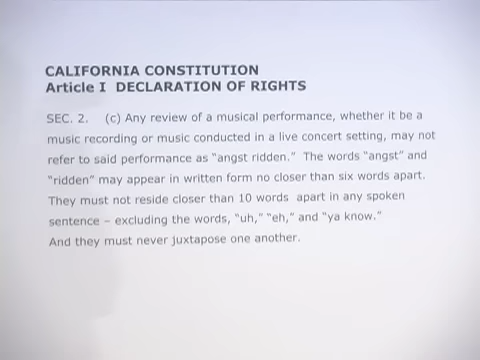 CALIFORNIA CONSTITUTION
Article I  DECLARATION OF RIGHTS
SEC. 2.    (c) Any review of a musical performance, whether it be a
music recording or music conducted in a live concert setting, may not
refer to said performance as "angst ridden."  The words "angst" and
"ridden" may appear in written form no closer than six words apart.
They must not reside closer than 10 words  apart in any spoken
sentence – excluding the words, "uh," "eh," and "ya know."
And they must never juxtapose one another.